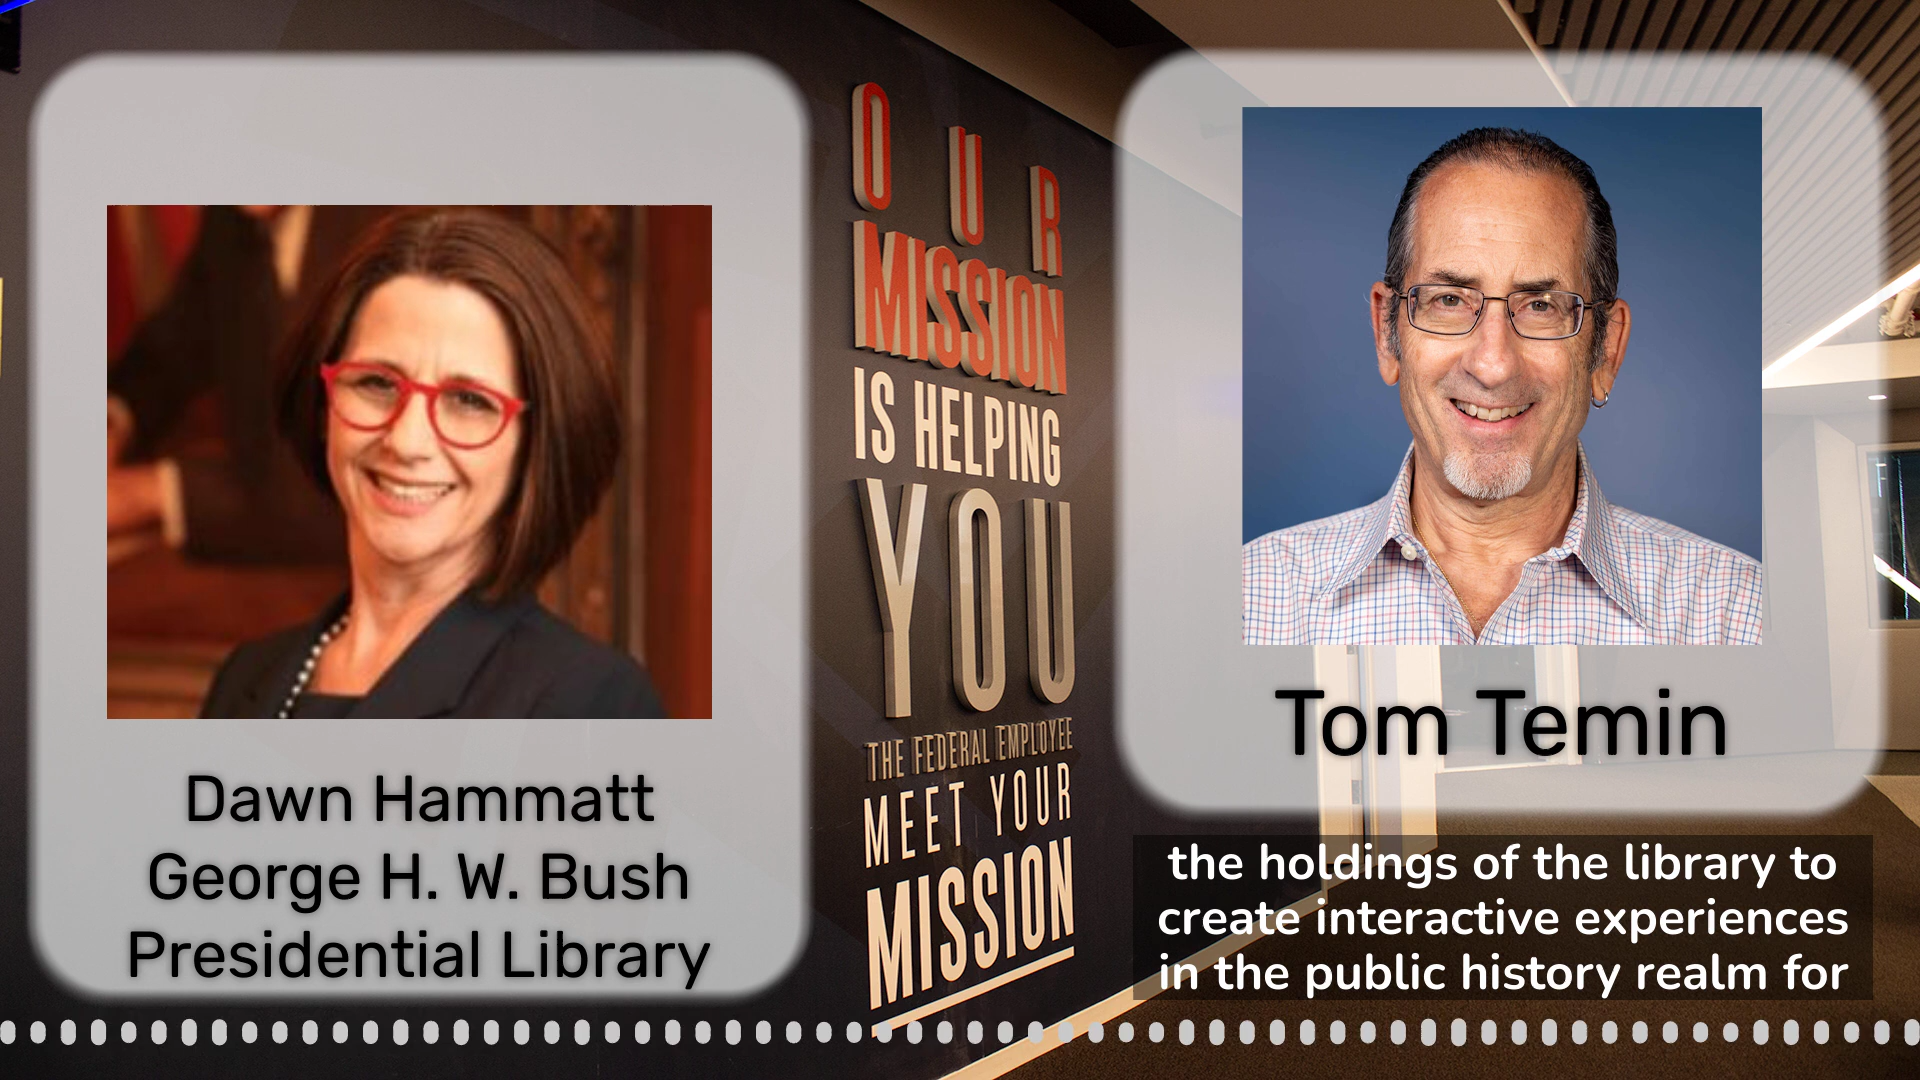 Dawn Hammatt
George H. W. Bush
Presidential Library
OUR
MISSION
IS HELPING
YOU
THE FEDERAL EMPLOYEE
MEET YOUR
MISSION
Tom Temin
the holdings of the library to
create interactive experiences
in the public history realm for